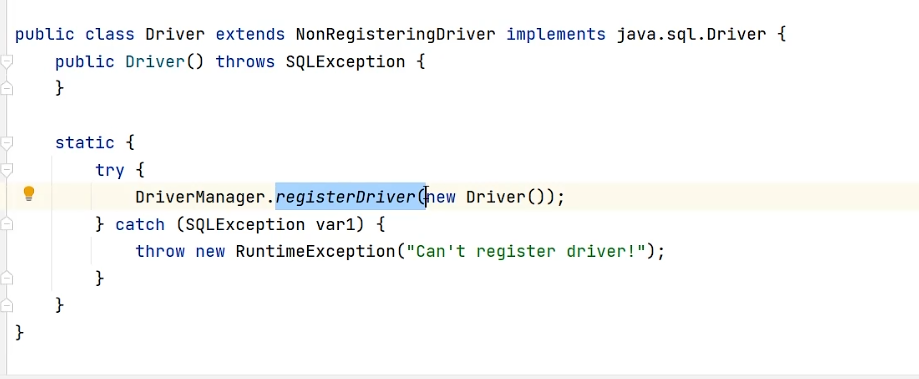 public class Driver extends NonRegisteringDriver implements java.sql.Driver {
    public Driver() throws SQLException {
    }
    static {
        try {
            DriverManager.registerDriver(new Driver());
        } catch (SQLException var1) {
            throw new RuntimeException("Can't register driver!");
        }
    }
}